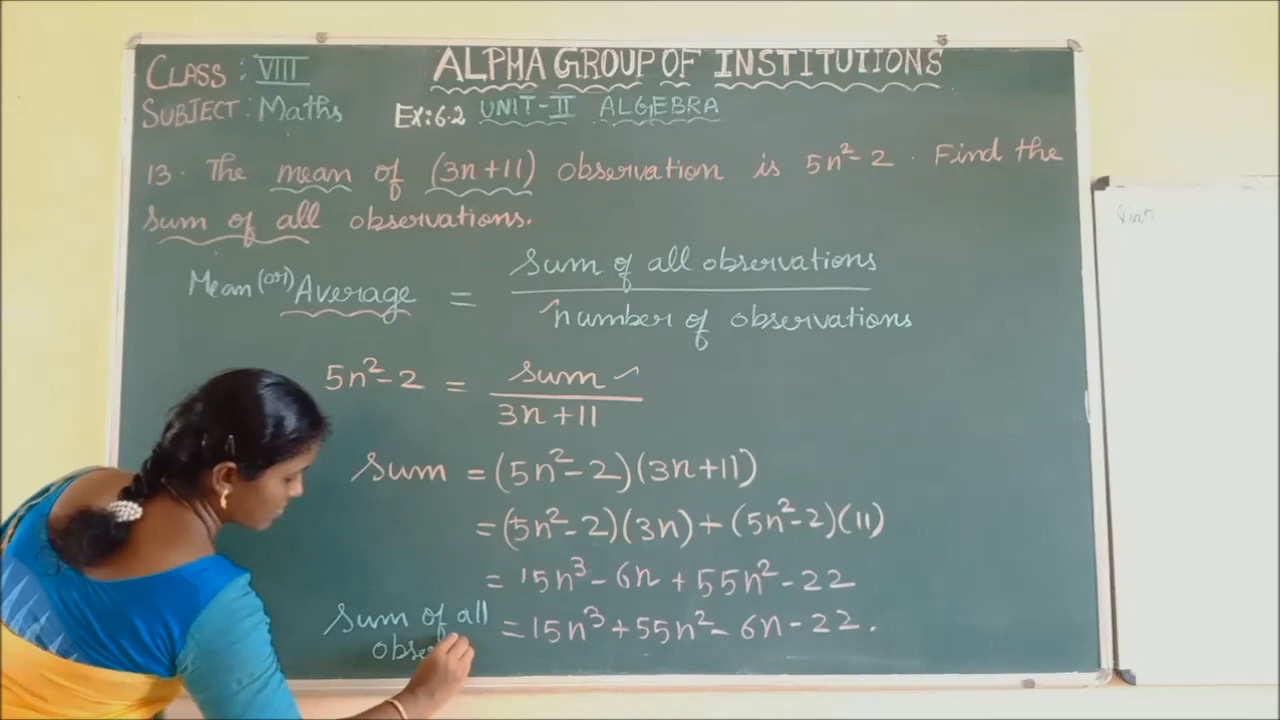 CLASS : VIII
ALPHA GROUP OF INSTITUTIONS
SUBJECT : Maths
Ex: 6.2 UNIT-II ALGEBRA
13. The mean of (3n+11) observation is 5n²-2. Find the
sum of all observations.
Mean (or) Average = sum of all observations
number of observations
5n²-2 = sum
3n+11
Sum = (5n²-2)(3n+11)
= (5n²-2)(3n) + (5n²-2)(11)
= 15n³ - 6n + 55n² - 22
Sum of all = 15n³ + 55n² - 6n - 22.